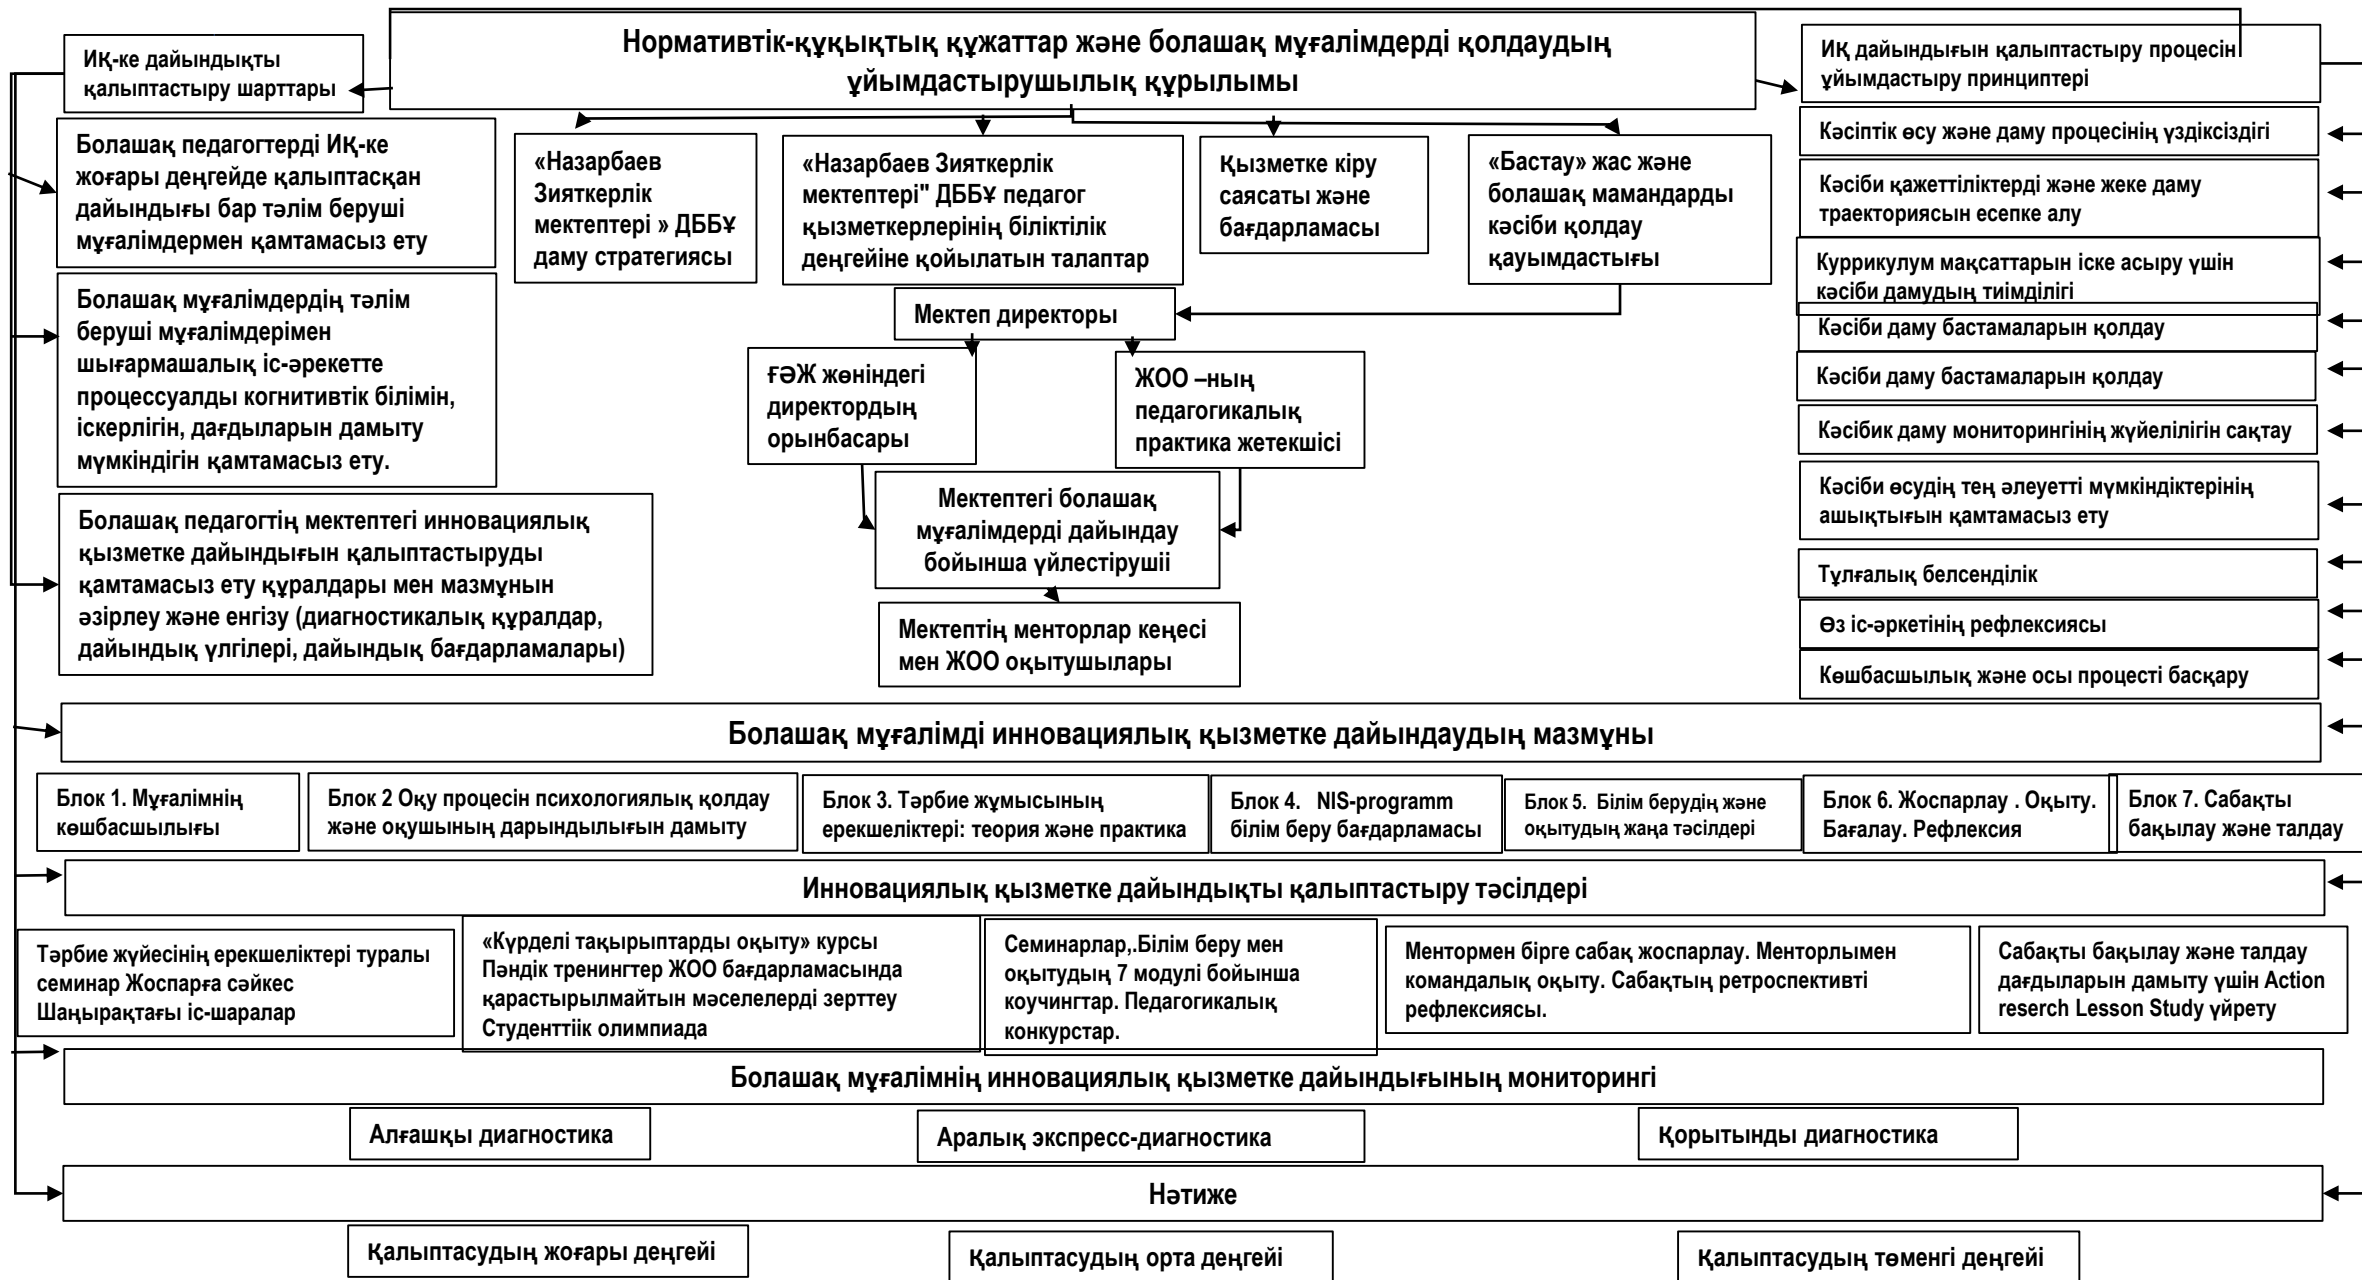 Нормативтік-құқықтық құжаттар және болашақ мұғалімдерді қолдаудың
ұйымдастырушылық құрылымы
ИҚ-ке дайындықты
қалыптастыру шарттары
Болашақ педагогтерді ИҚ-ке
жоғары деңгейде қалыптасқан
дайындығы бар тәлім беруші
мұғалімдермен қамтамасыз ету
Болашақ мұғалімдердің тәлім
беруші мұғалімдерімен
шығармашалық іс-әрекетте
процессуалды когнитивтік білімін,
іскерлігін, дағдыларын дамыту
мүмкіндігін қамтамасыз ету.
Болашақ педагогтің мектептегі инновациялық
қызметке дайындығын қалыптастыруды
қамтамасыз ету құралдары мен мазмұнын
әзірлеу және енгізу (диагностикалық құралдар,
дайындық үлгілері, дайындық бағдарламалары)
«Назарбаев
Зияткерлік
мектептері » ДББҰ
даму стратегиясы
«Назарбаев Зияткерлік
мектептері" ДББҰ педагог
қызметкерлерінің біліктілік
деңгейіне қойылатын талаптар
Қызметке кіру
саясаты және
бағдарламасы
«Бастау» жас және
болашақ мамандарды
кәсіби қолдау
қауымдастығы
Мектеп директоры
ҒӘЖ жөніндегі
директордың
орынбасары
ЖОО –ның
педагогикалық
практика жетекшісі
Мектептегі болашақ
мұғалімдерді дайындау
бойынша үйлестірушіі
Мектептің менторлар кеңесі
мен ЖОО оқытушылары
ИҚ дайындығын қалыптастыру процесін
ұйымдастыру принциптері
Кәсіптік өсу және даму процесінің үздіксіздігі
Кәсіби қажеттіліктерді және жеке даму
траекториясын есепке алу
Куррикулум мақсаттарын іске асыру үшін
кәсіби дамудың тиімділігі
Кәсіби даму бастамаларын қолдау
Кәсіби даму бастамаларын қолдау
Кәсібик даму мониторингінің жүйелілігін сақтау
Кәсіби өсудің тең әлеуетті мүмкіндіктерінің
ашықтығын қамтамасыз ету
Тұлғалық белсенділік
Өз іс-әркетінің рефлексиясы
Көшбасшылық және осы процесті басқару
Болашақ мұғалімді инновациялық қызметке дайындаудың мазмұны
Блок 1. Мұғалімнің
көшбасшылығы
Блок 2 Оқу процесін психологиялық қолдау
және оқушының дарындылығын дамыту
Блок 3. Тәрбие жұмысының
ерекшеліктері: теория және практика
Блок 4. NIS-programm
білім беру бағдарламасы
Блок 5. Білім берудің және
оқытудың жаңа тәсілдері
Блок 6. Жоспарлау . Оқыту.
Бағалау. Рефлексия
Блок 7. Сабақты
бақылау және талдау
Инновациялық қызметке дайындықты қалыптастыру тәсілдері
Тәрбие жүйесінің ерекшеліктері туралы
семинар Жоспарға сәйкес
Шаңырақтағы іс-шаралар
«Күрделі тақырыптарды оқыту» курсы
Пәндік тренингтер ЖОО бағдарламасында
қарастырылмайтын мәселелерді зерттеу
Студенттіік олимпиада
Семинарлар,.Білім беру мен
оқытудың 7 модулі бойынша
коучингтар. Педагогикалық
конкурстар.
Ментормен бірге сабақ жоспарлау. Менторлымен
командалық оқыту. Сабақтың ретроспективті
рефлексиясы.
Сабақты бақылау және талдау
дағдыларын дамыту үшін Action
reserch Lesson Study үйрету
Болашақ мұғалімнің инновациялық қызметке дайындығының мониторингі
Алғашқы диагностика
Аралық экспресс-диагностика
Қорытынды диагностика
Нәтиже
Қалыптасудың жоғары деңгейі
Қалыптасудың орта деңгейі
Қалыптасудың төменгі деңгейі